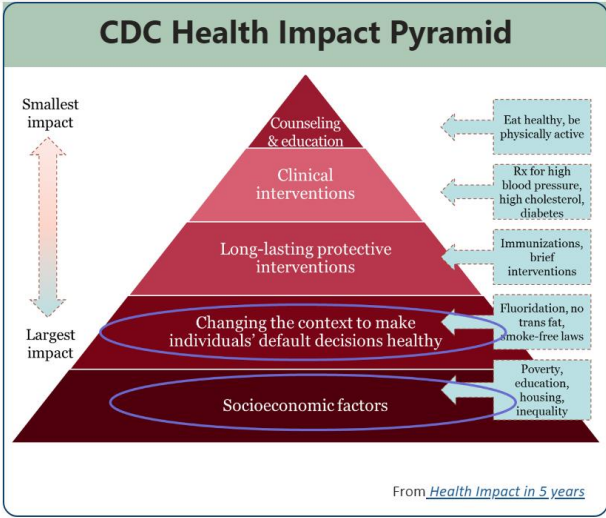 CDC Health Impact Pyramid
Smallest
impact
Largest
impact
Counseling
& education
Clinical
interventions
Long-lasting protective
interventions
Changing the context to make
individuals’ default decisions healthy
Socioeconomic factors
Eat healthy, be
physically active
Rx for high
blood pressure,
high cholesterol,
diabetes
Immunizations,
brief
interventions
Fluoridation, no
trans fat,
smoke-free laws
Poverty,
education,
housing,
inequality
From Health Impact in 5 years